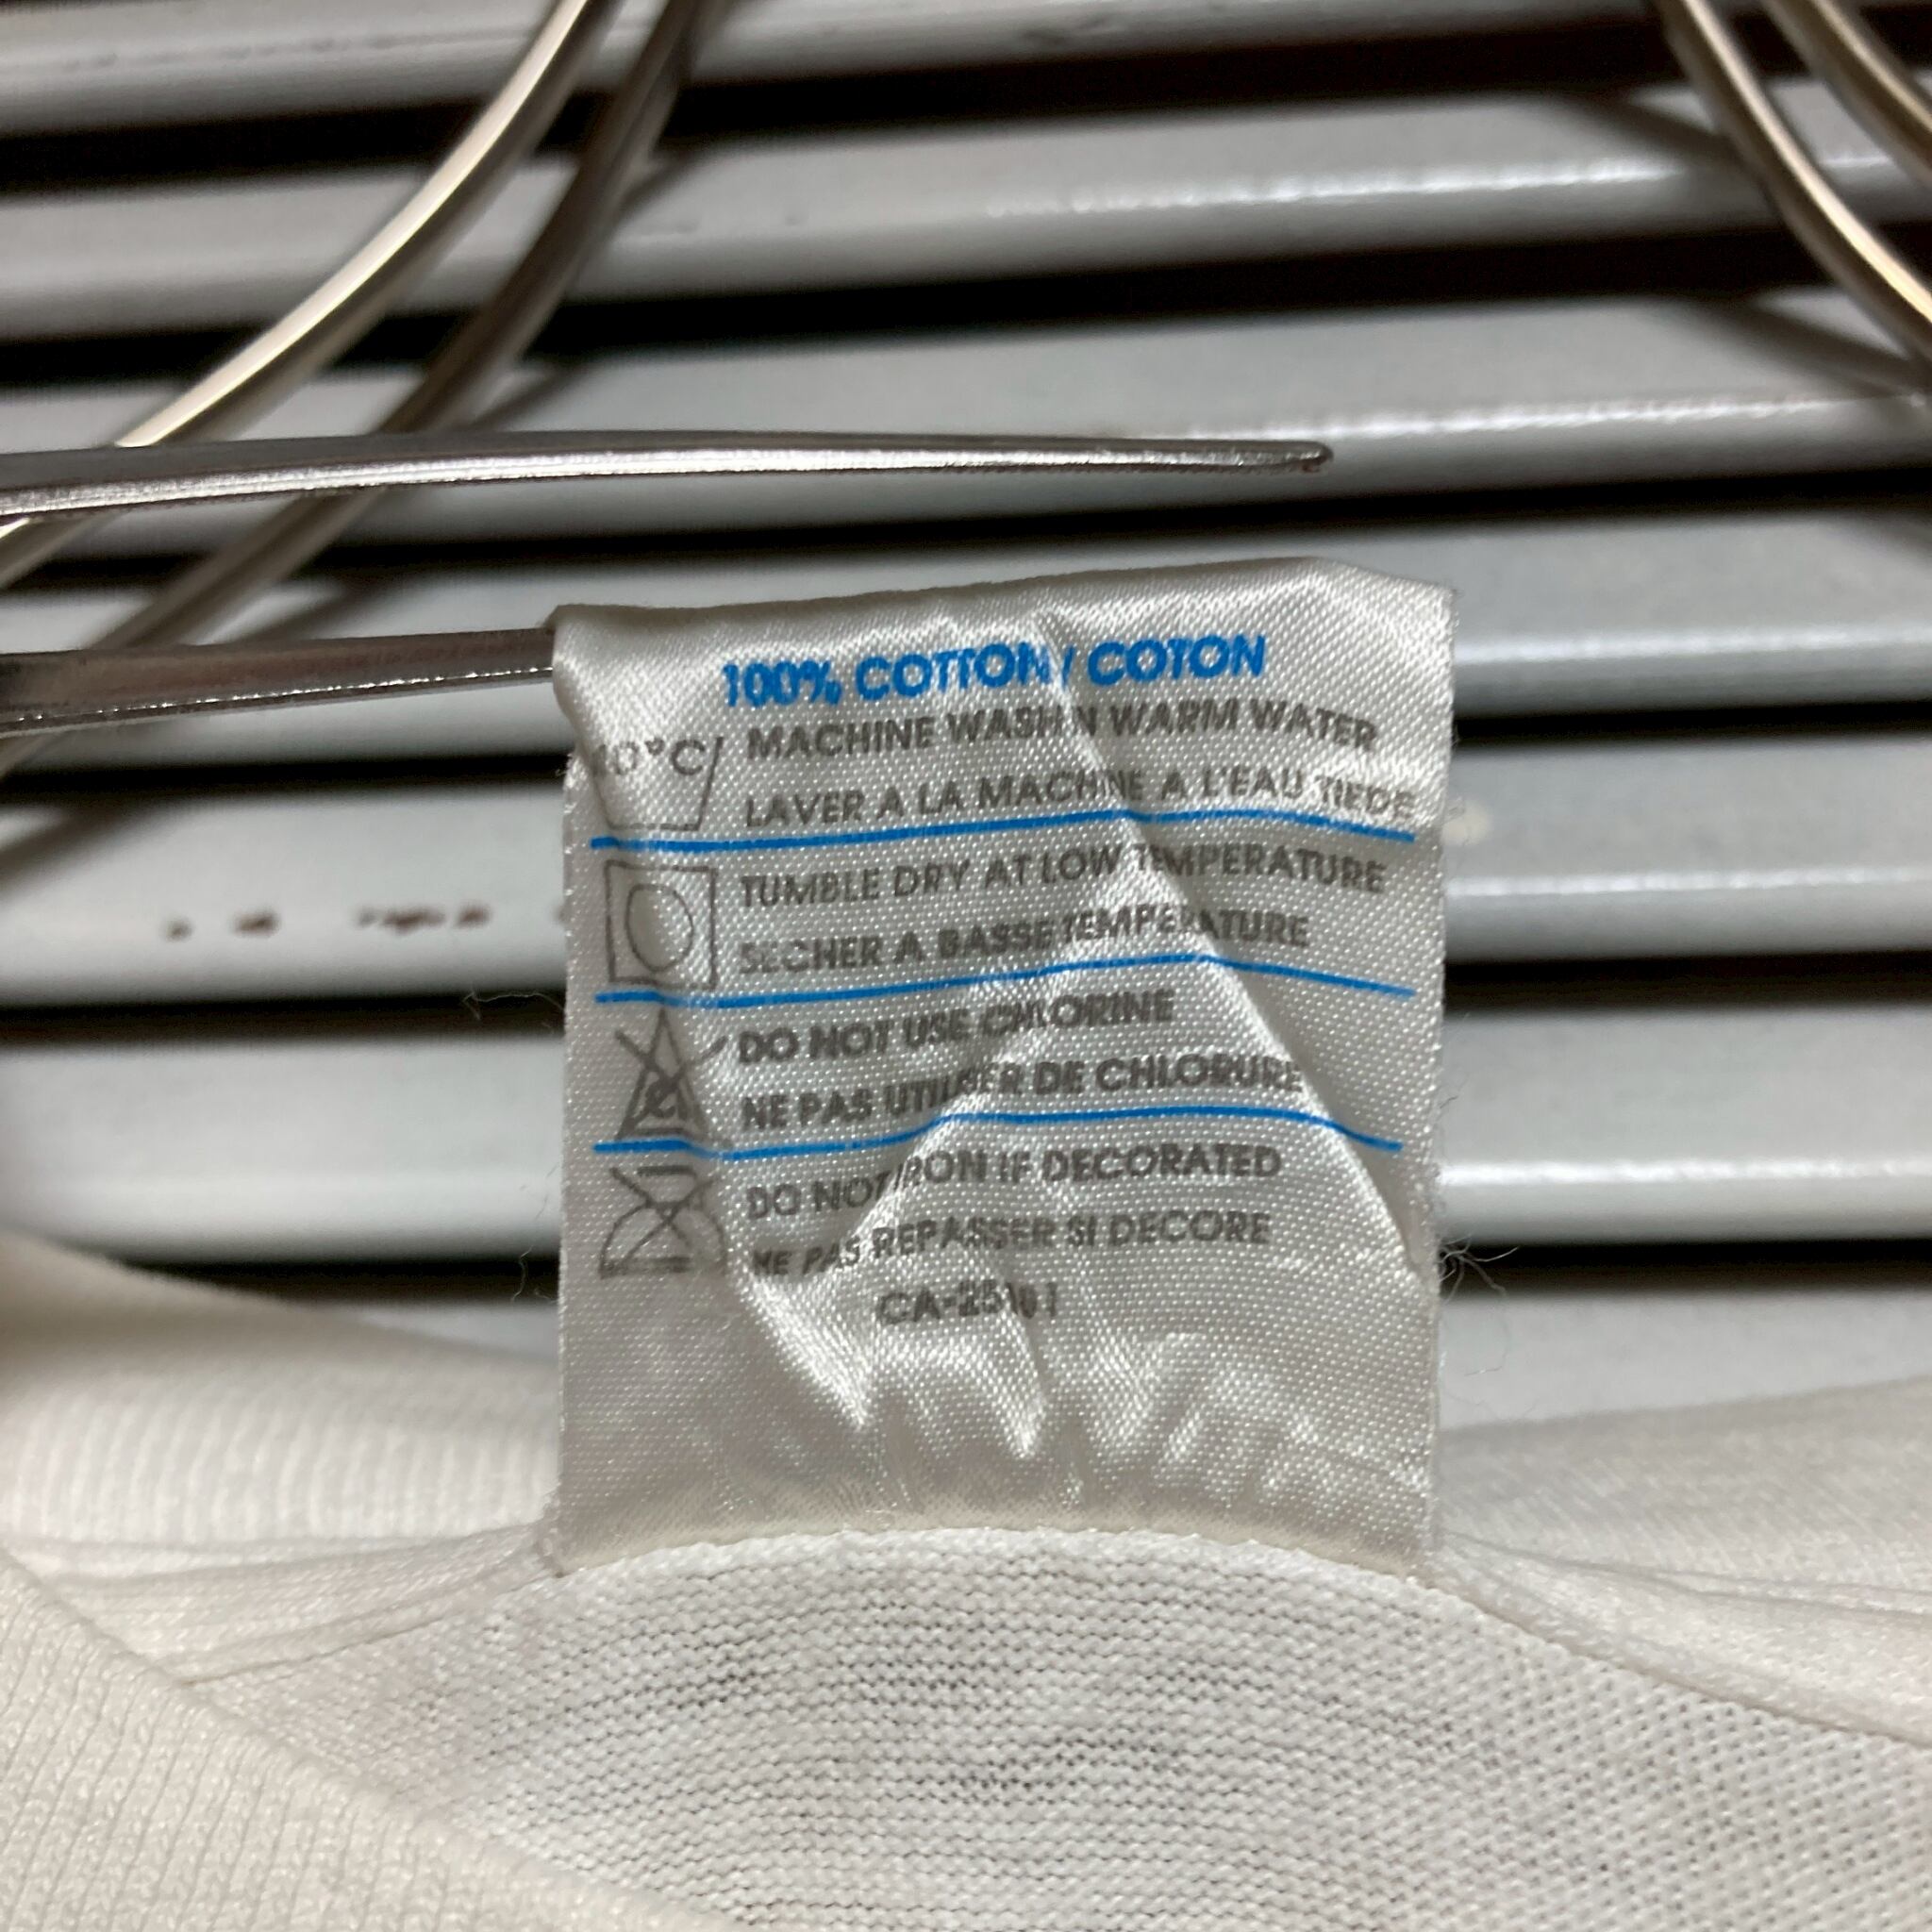 100% COTTON / COTON
MACHINE WASH IN WARM WATER
0°C
LAVER A LA MACHINE A L'EAU TIEDE
TUMBLE DRY AT LOW TEMPERATURE
SECHER A BASSE TEMPERATURE
DO NOT USE CHLORINE
NE PAS UTILISER DE CHLORURE
DO NOT IRON IF DECORATED
NE PAS REPASSER SI DECORE